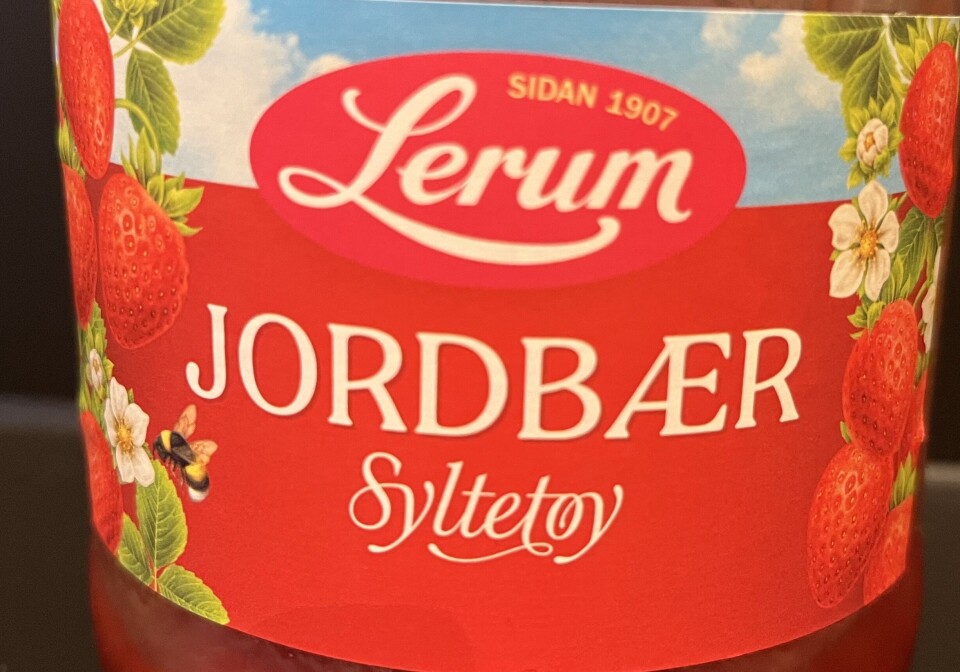 SIDAN 1907
Lerum
JORDBÆR
Syltetøy